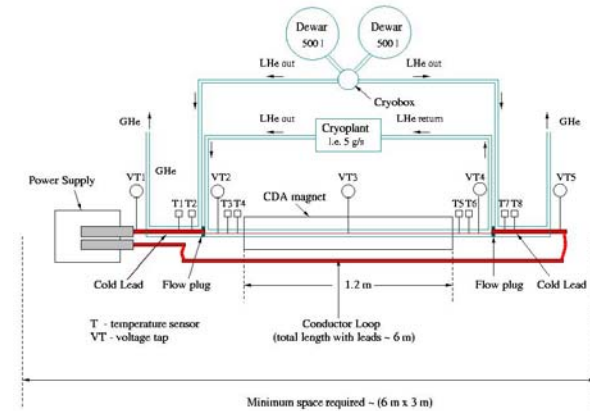 Dewar
500 l
Dewar
500 l
LHe out
LHe out
Cryobox
GHe
GHe
LHe out
Cryoplant
i.e. 5 g/s
LHe return
GHe
Power Supply
VT1
VT2
VT3
VT4
VT5
CDA magnet
T1 T2
T3 T4
T5 T6
T7 T8
Cold Lead
Flow plug
1.2 m
Flow plug
Cold Lead
T - temperature sensor
VT - voltage tap
Conductor Loop
(total length with leads ~ 6 m)
Minimum space required ~ (6 m x 3 m)